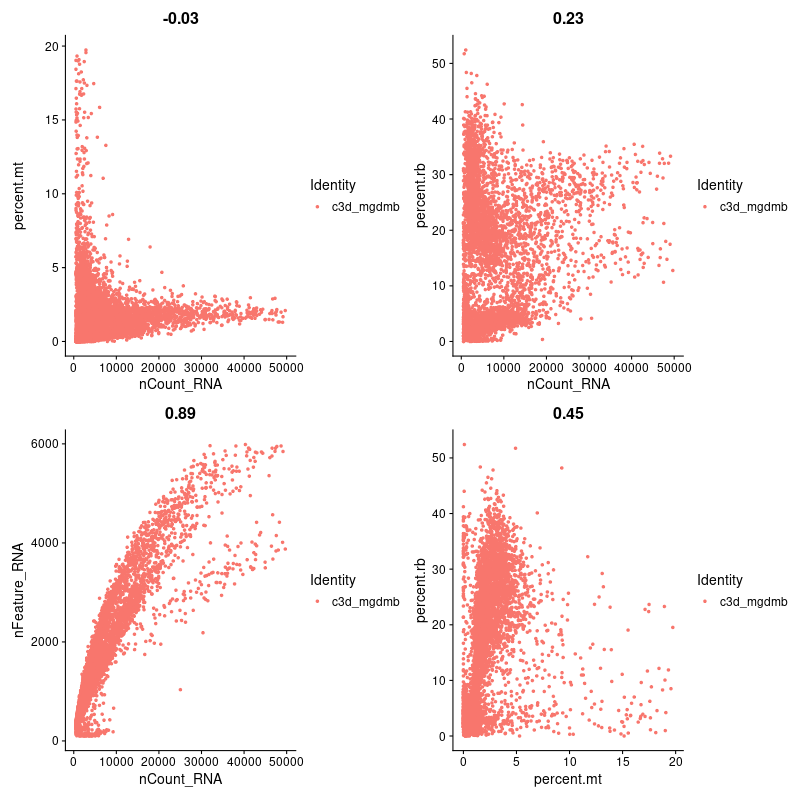 -0.03
percent.mt
20
15
10
5
0
0 10000 20000 30000 40000 50000
nCount_RNA
Identity
c3d_mgdmb
0.23
percent.rb
50
40
30
20
10
0
0 10000 20000 30000 40000 50000
nCount_RNA
Identity
c3d_mgdmb
0.89
nFeature_RNA
6000
4000
2000
0
0 10000 20000 30000 40000 50000
nCount_RNA
Identity
c3d_mgdmb
0.45
percent.rb
50
40
30
20
10
0
0 5 10 15 20
percent.mt
Identity
c3d_mgdmb